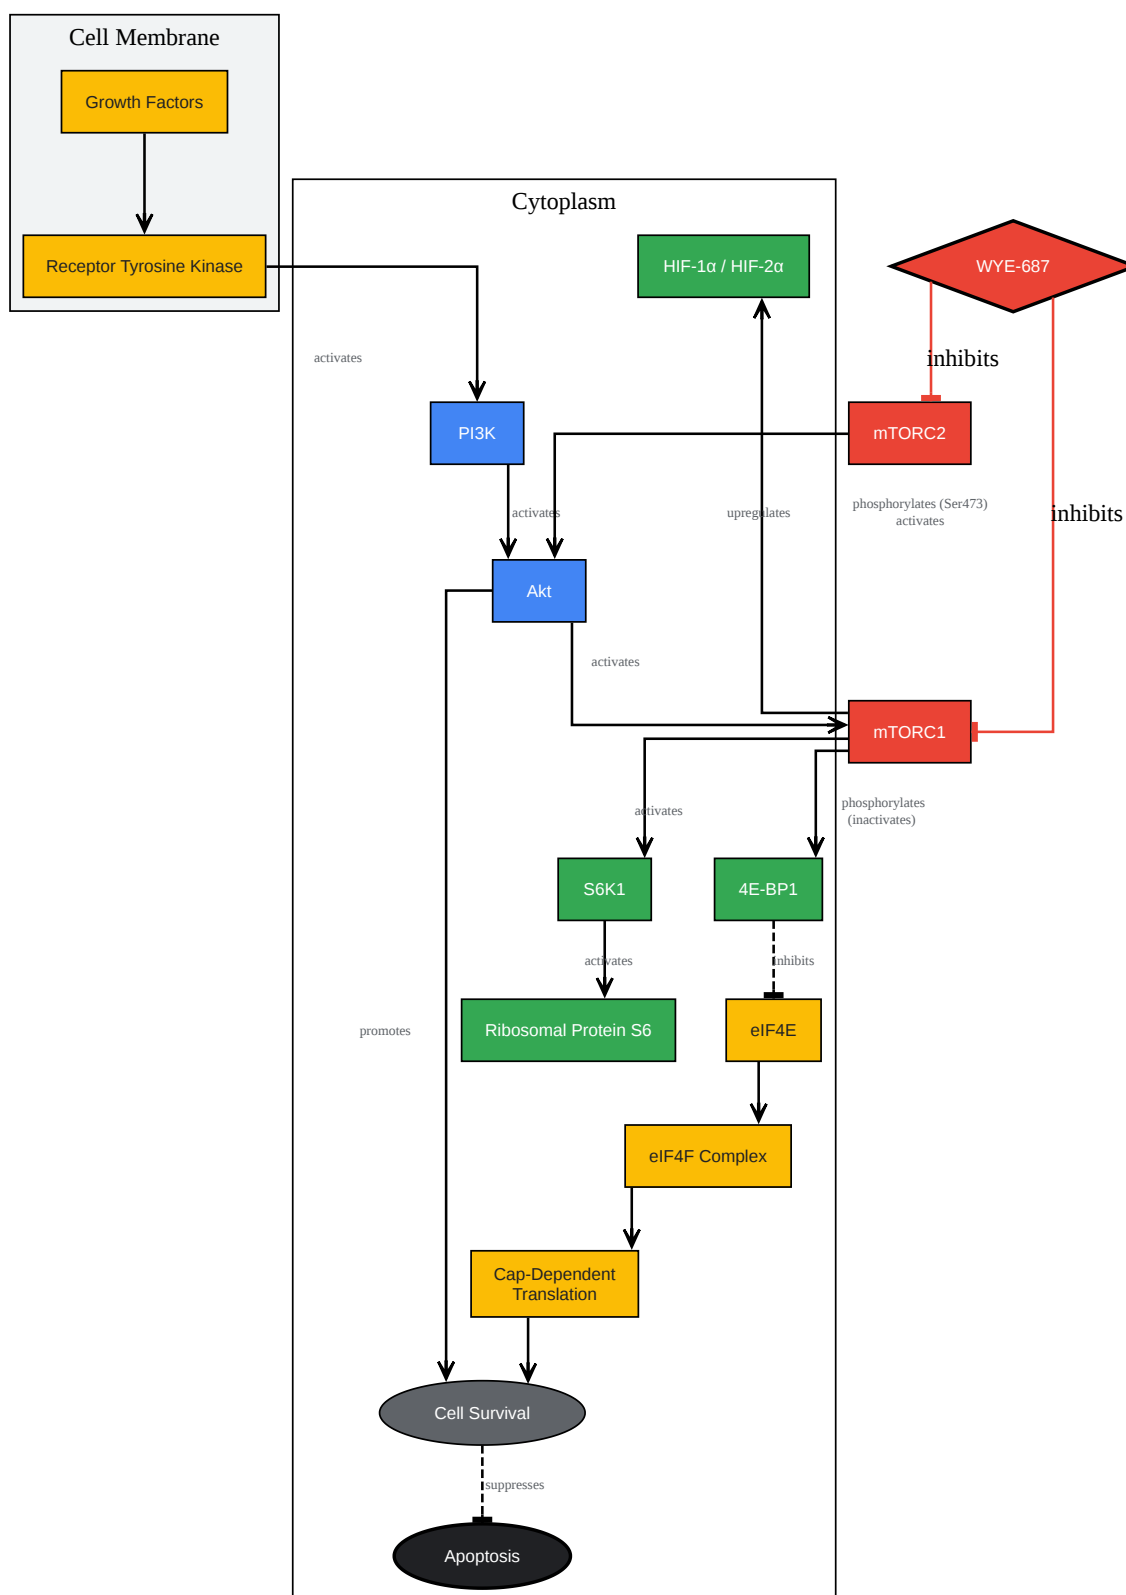 Cell Membrane
Growth Factors
Receptor Tyrosine Kinase
Cytoplasm
HIF-1α / HIF-2α
WYE-687
activates
inhibits
PI3K
mTORC2
activates
upregulates
phosphorylates (Ser473)
activates
inhibits
Akt
activates
mTORC1
activates
phosphorylates
(inactivates)
S6K1
4E-BP1
activates
inhibits
promotes
Ribosomal Protein S6
eIF4E
eIF4F Complex
Cap-Dependent
Translation
Cell Survival
suppresses
Apoptosis